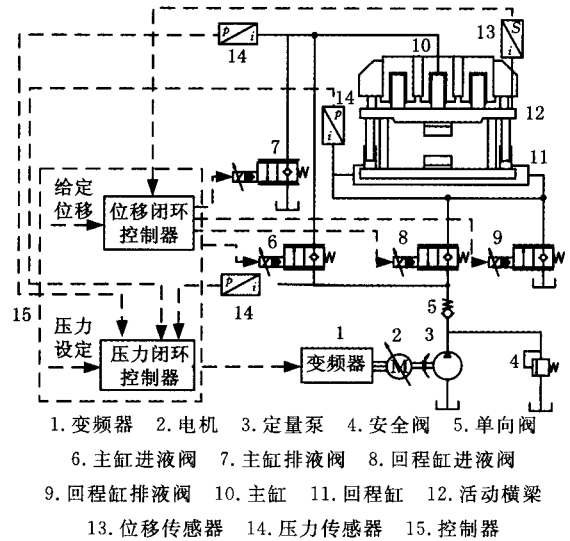 13
S
i
10
p
i
14
14
p
i
12
7
11
给定
位移
位移闭环
控制器
6
8
9
p
i
14
5
15
压力
设定
压力闭环
控制器
1
变频器
2
M
3
4
1.变频器 2.电机 3.定量泵 4.安全阀 5.单向阀
6.主缸进液阀 7.主缸排液阀 8.回程缸进液阀
9.回程缸排液阀 10.主缸 11.回程缸 12.活动横梁
13.位移传感器 14.压力传感器 15.控制器